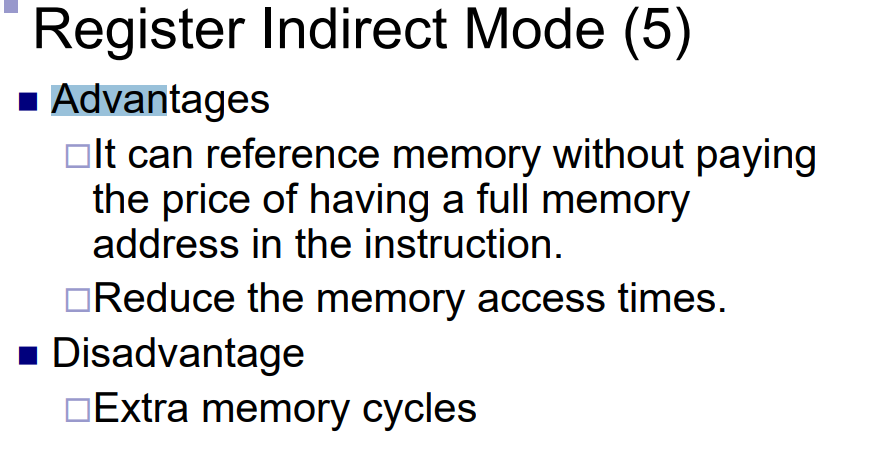 Register Indirect Mode (5)
Advantages
It can reference memory without paying
the price of having a full memory
address in the instruction.
Reduce the memory access times.
Disadvantage
Extra memory cycles